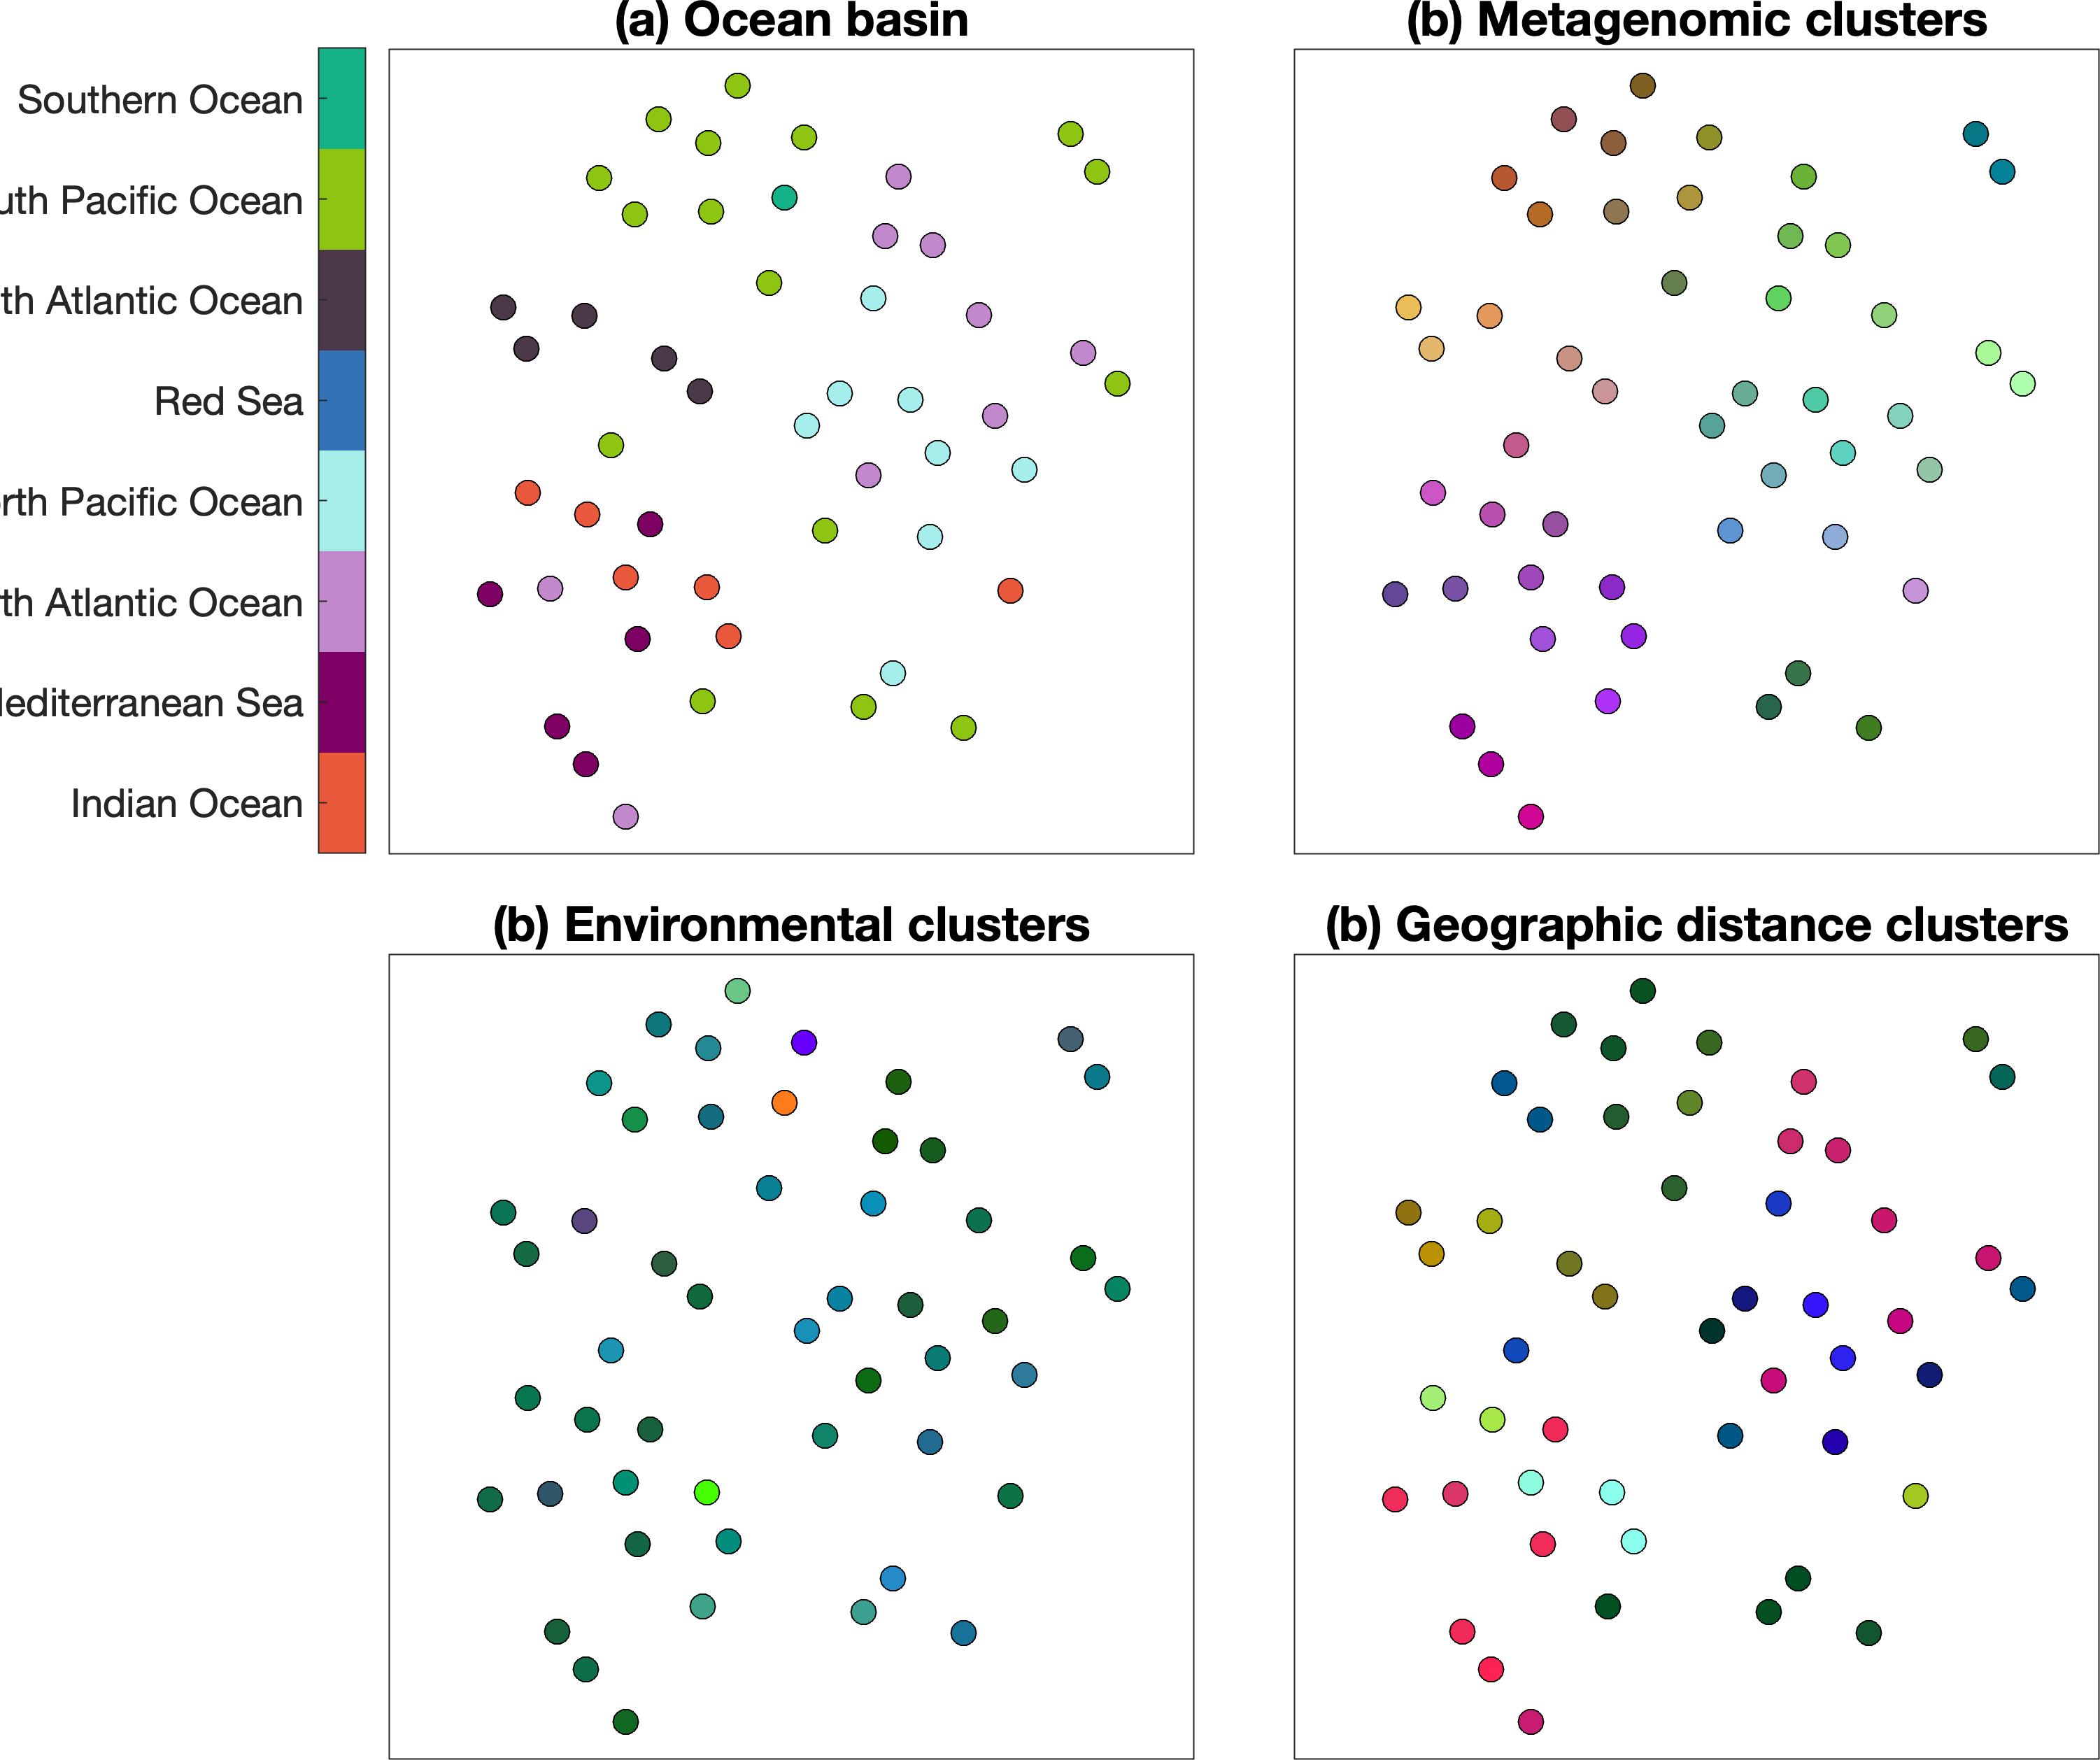 (a) Ocean basin
(b) Metagenomic clusters
Southern Ocean
uth Pacific Ocean
th Atlantic Ocean
Red Sea
rth Pacific Ocean
th Atlantic Ocean
lediterranean Sea
Indian Ocean
(b) Environmental clusters
(b) Geographic distance clusters